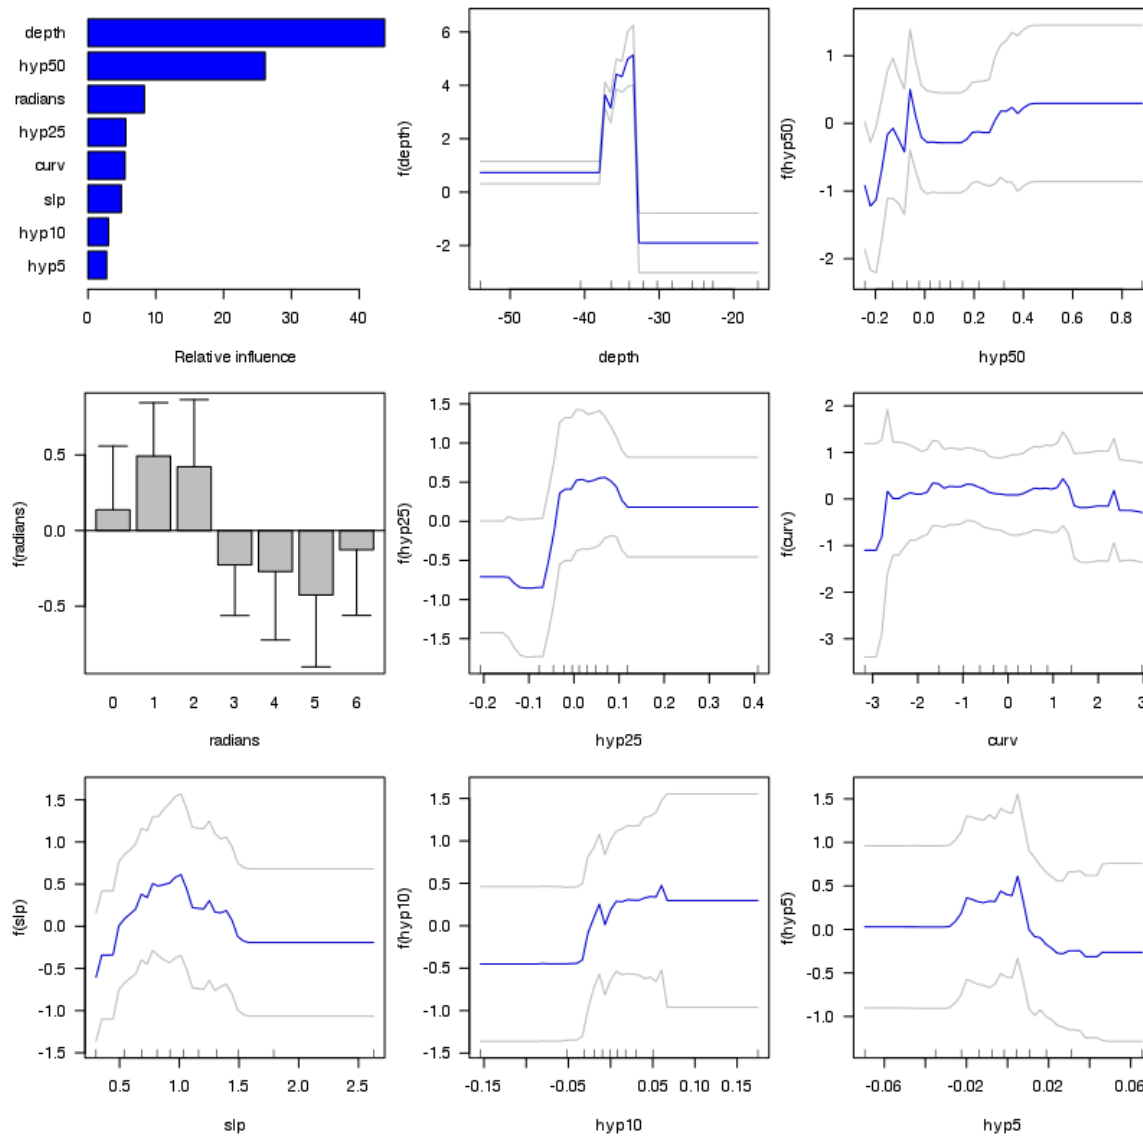 depth
hyp50
radians
hyp25
curv
slp
hyp10
hyp5
0 10 20 30 40
Relative influence
f(depth)
6
4
2
0
-2
-50 -40 -30 -20
depth
f(hyp50)
1
0
-1
-2
-0.2 0.0 0.2 0.4 0.6 0.8
hyp50
f(radians)
0.5
0.0
-0.5
0 1 2 3 4 5 6
radians
f(hyp25)
1.5
1.0
0.5
0.0
-0.5
-1.0
-1.5
-0.2 -0.1 0.0 0.1 0.2 0.3 0.4
hyp25
f(curv)
2
1
0
-1
-2
-3
-3 -2 -1 0 1 2 3
curv
f(slp)
1.5
1.0
0.5
0.0
-0.5
-1.0
-1.5
0.5 1.0 1.5 2.0 2.5
slp
f(hyp10)
1.5
1.0
0.5
0.0
-0.5
-1.0
-1.5
-0.15 -0.05 0.05 0.10 0.15
hyp10
f(hyp5)
1.5
1.0
0.5
0.0
-0.5
-1.0
-0.06 -0.02 0.02 0.06
hyp5